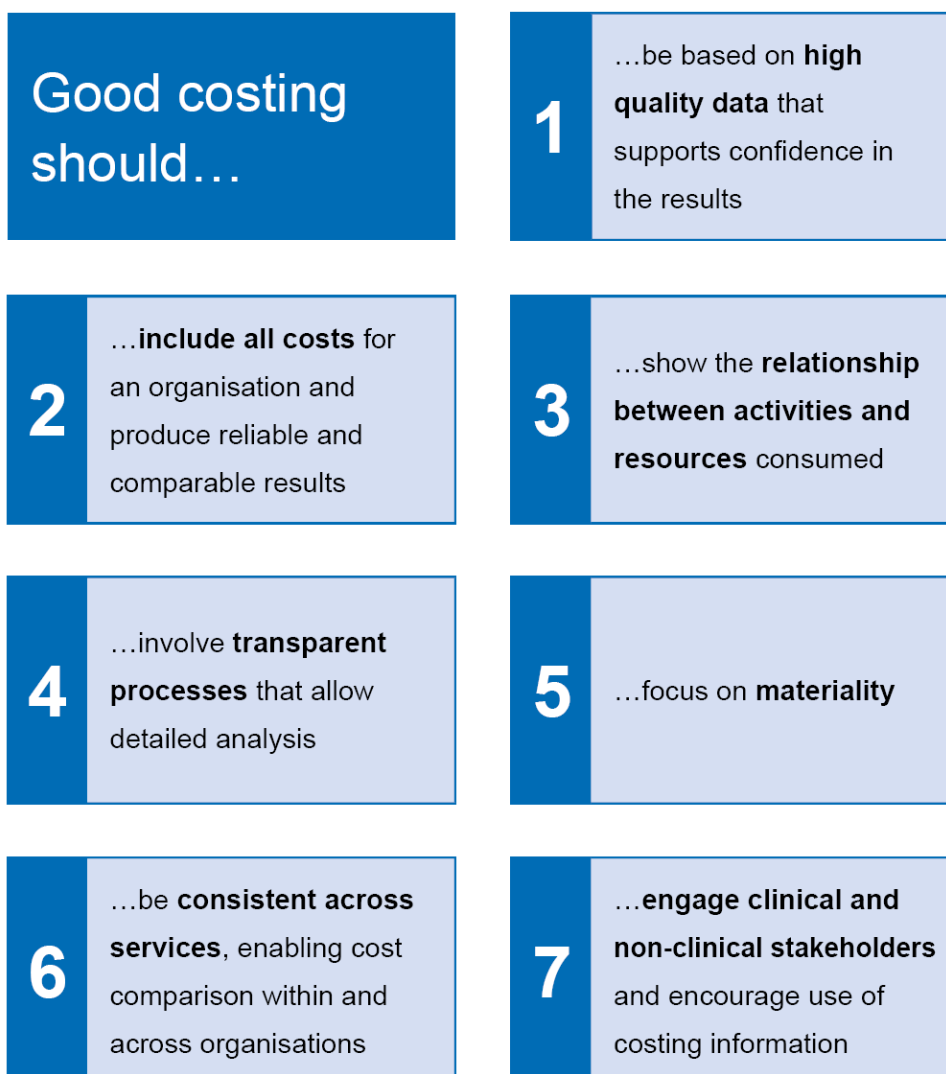 Good costing
should…
1
…be based on high
quality data that
supports confidence in
the results
2
…include all costs for
an organisation and
produce reliable and
comparable results
3
…show the relationship
between activities and
resources consumed
4
…involve transparent
processes that allow
detailed analysis
5
…focus on materiality
6
…be consistent across
services, enabling cost
comparison within and
across organisations
7
…engage clinical and
non-clinical stakeholders
and encourage use of
costing information